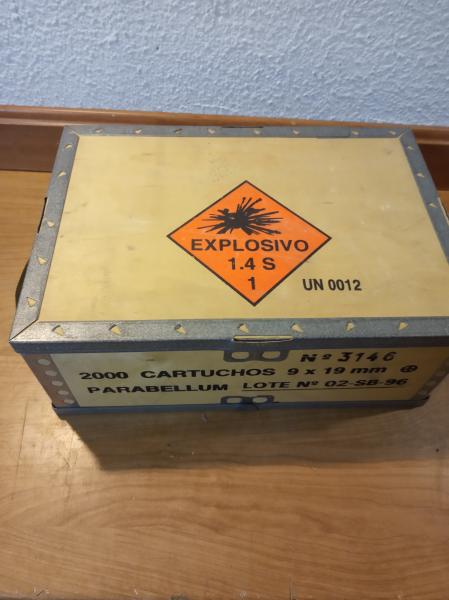 EXPLOSIVO
1.4 S
1
UN 0012
Nº 3146
2000 CARTUCHOS 9 x 19 mm ⊕
PARABELLUM LOTE Nº 02-SB-96